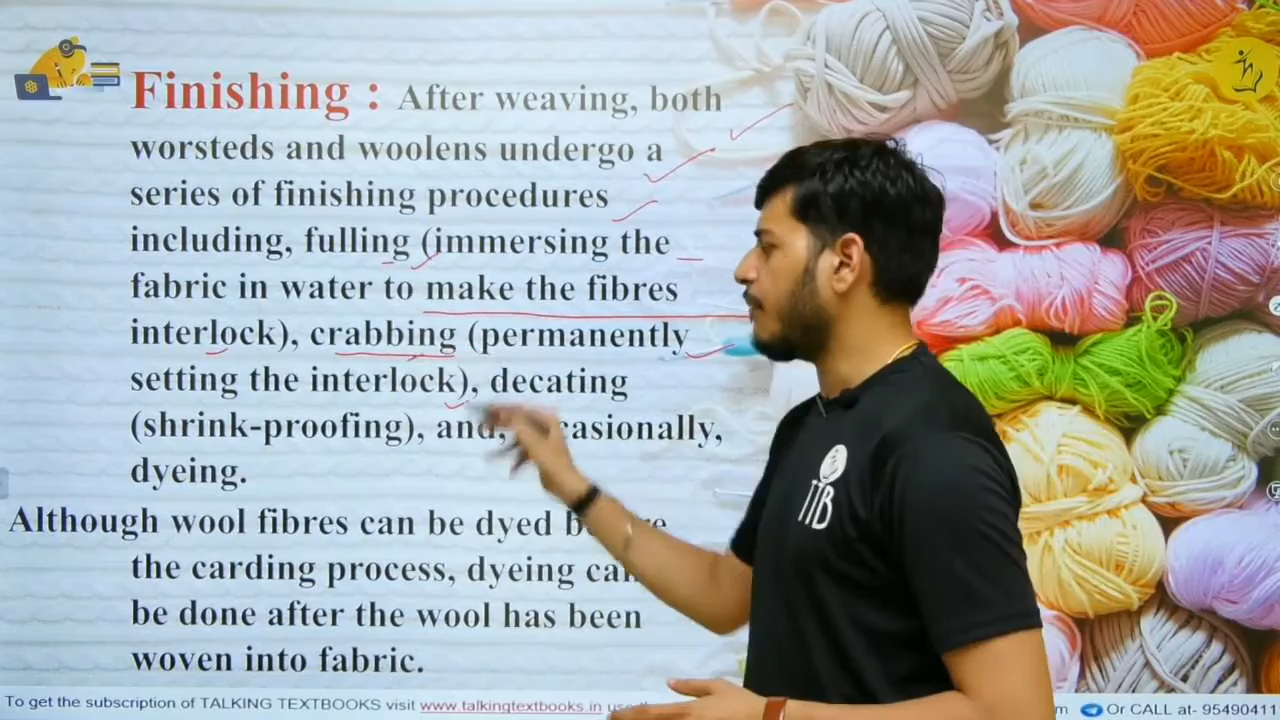 Finishing : After weaving, both
worsteds and woolens undergo a
series of finishing procedures
including, fulling (immersing the
fabric in water to make the fibres
interlock), crabbing (permanently
setting the interlock), decating
(shrink-proofing), and,
dyeing.
Although wool fibres can be dyed
the carding process, dyeing
be done after the wool has been
woven into fabric.
TTB
To get the subscription of TALKING TEXTBOOKS visit www.talkingtextbooks.in
Or CALL at- 95490411